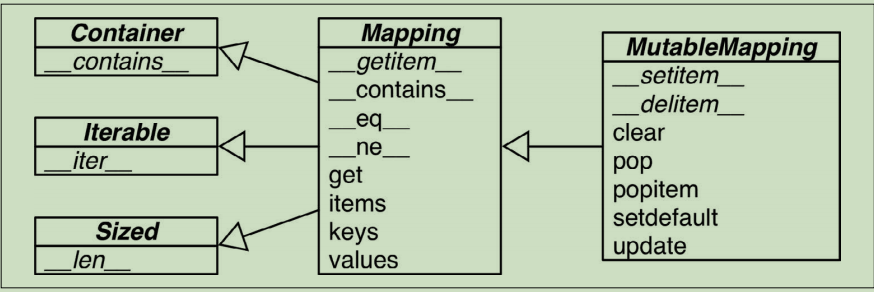 Container
__contains__
Iterable
__iter__
Sized
__len__
Mapping
__getitem__
__contains__
__eq__
__ne__
get
items
keys
values
MutableMapping
__setitem__
__delitem__
clear
pop
popitem
setdefault
update